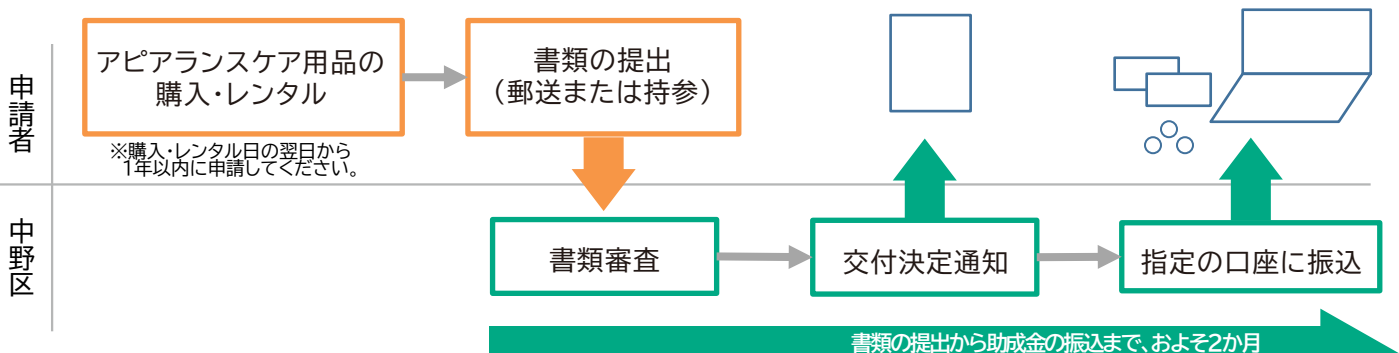 申請者
アピアランスケア用品の
購入・レンタル
※購入・レンタル日の翌日から
1年以内に申請してください。
書類の提出
（郵送または持参）
中野区
書類審査
交付決定通知
指定の口座に振込
書類の提出から助成金の振込まで、およそ2か月